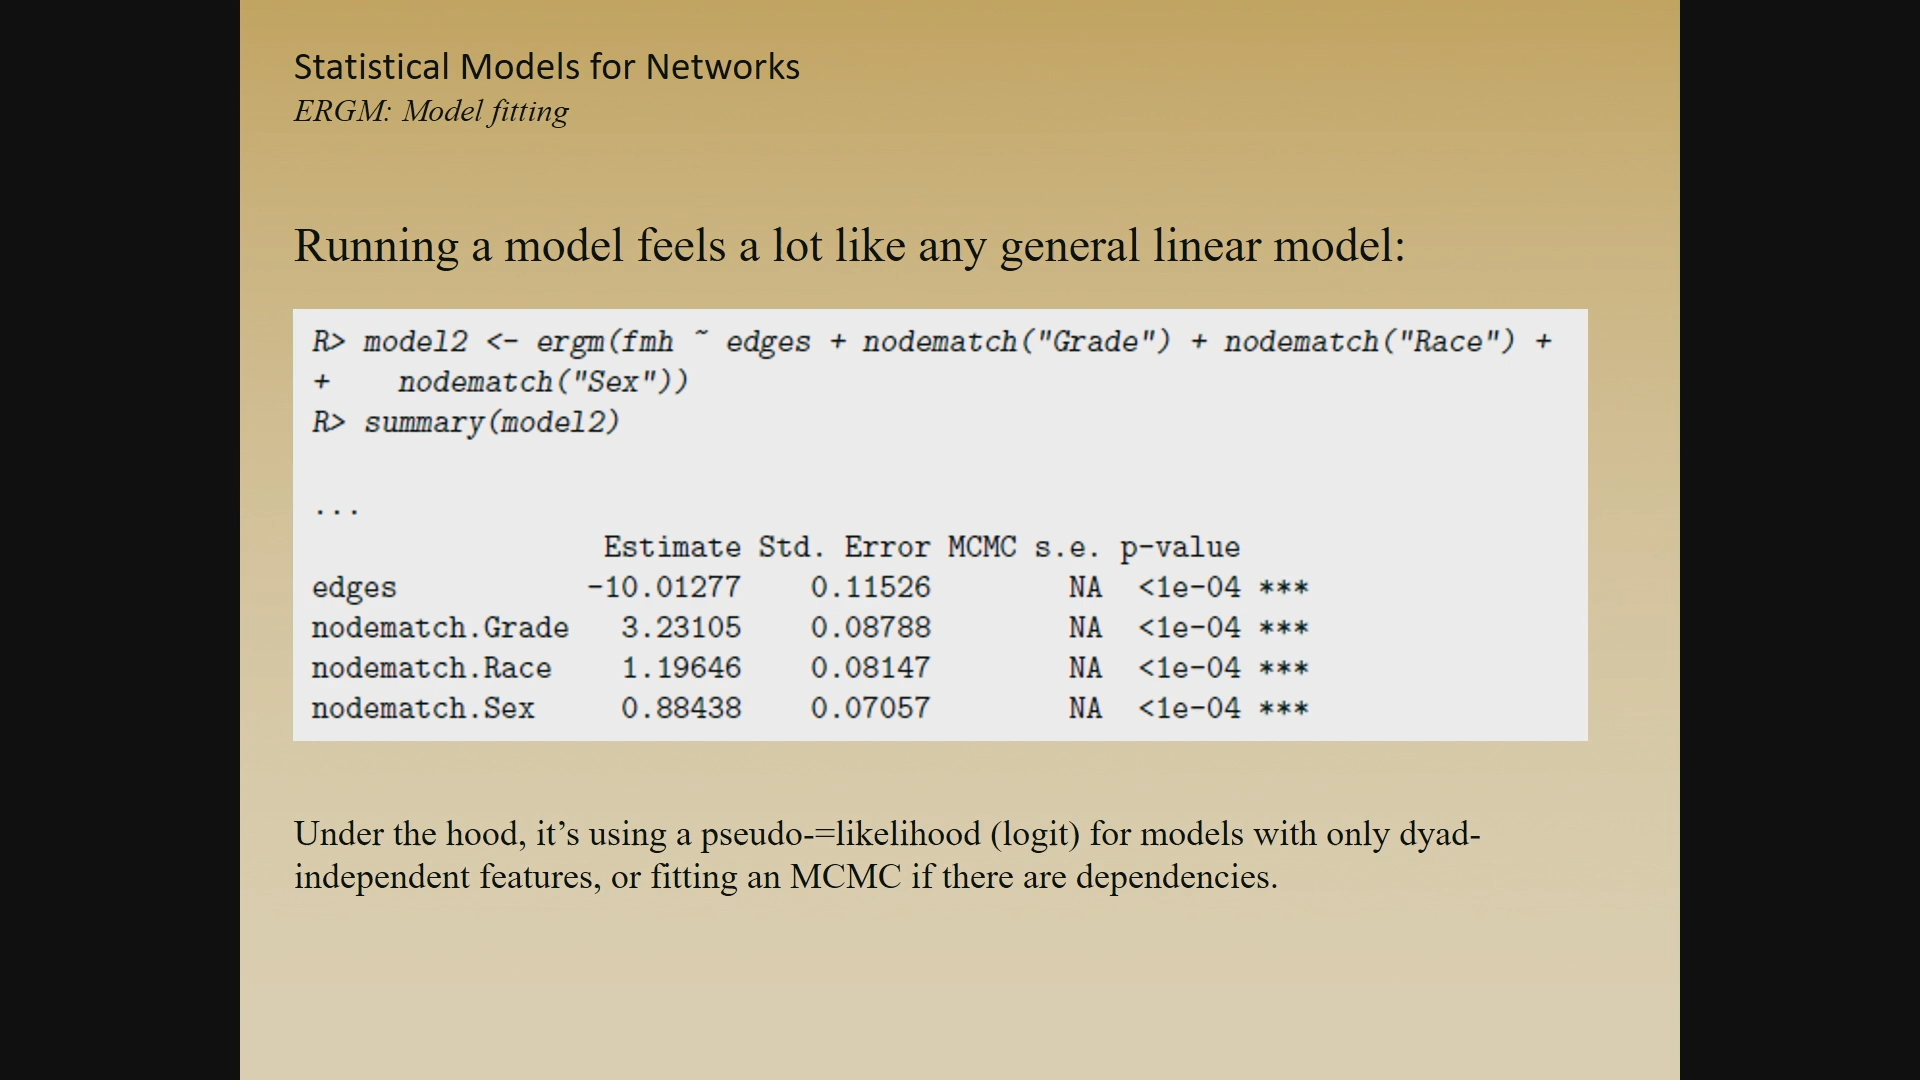 Statistical Models for Networks
ERGM: Model fitting
Running a model feels a lot like any general linear model:
R> model2 <- ergm(fmh ~ edges + nodematch("Grade") + nodematch("Race") +
+    nodematch("Sex"))
R> summary(model2)
...
Estimate Std. Error MCMC s.e. p-value
edges -10.01277 0.11526 NA <1e-04 ***
nodematch.Grade 3.23105 0.08788 NA <1e-04 ***
nodematch.Race 1.19646 0.08147 NA <1e-04 ***
nodematch.Sex 0.88438 0.07057 NA <1e-04 ***
Under the hood, it’s using a pseudo-=likelihood (logit) for models with only dyad-
independent features, or fitting an MCMC if there are dependencies.